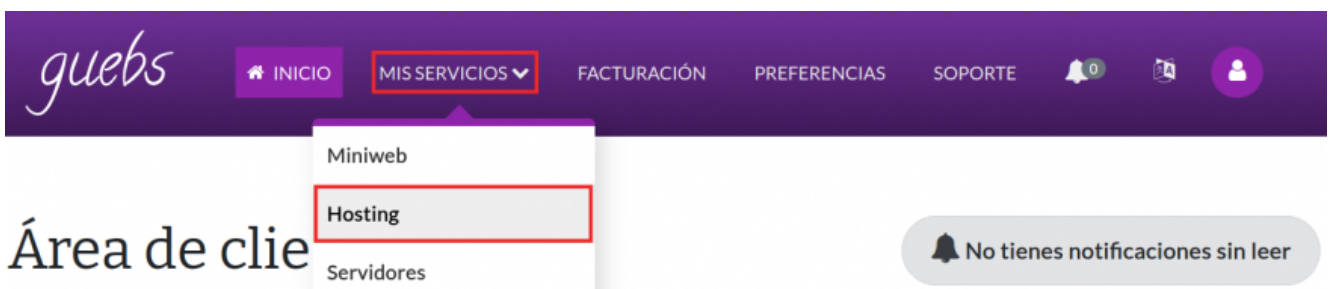 guebs
INICIO MIS SERVICIOS FACTURACIÓN PREFERENCIAS SOPORTE 0
Miniweb
Hosting
Servidores
Área de clie
No tienes notificaciones sin leer